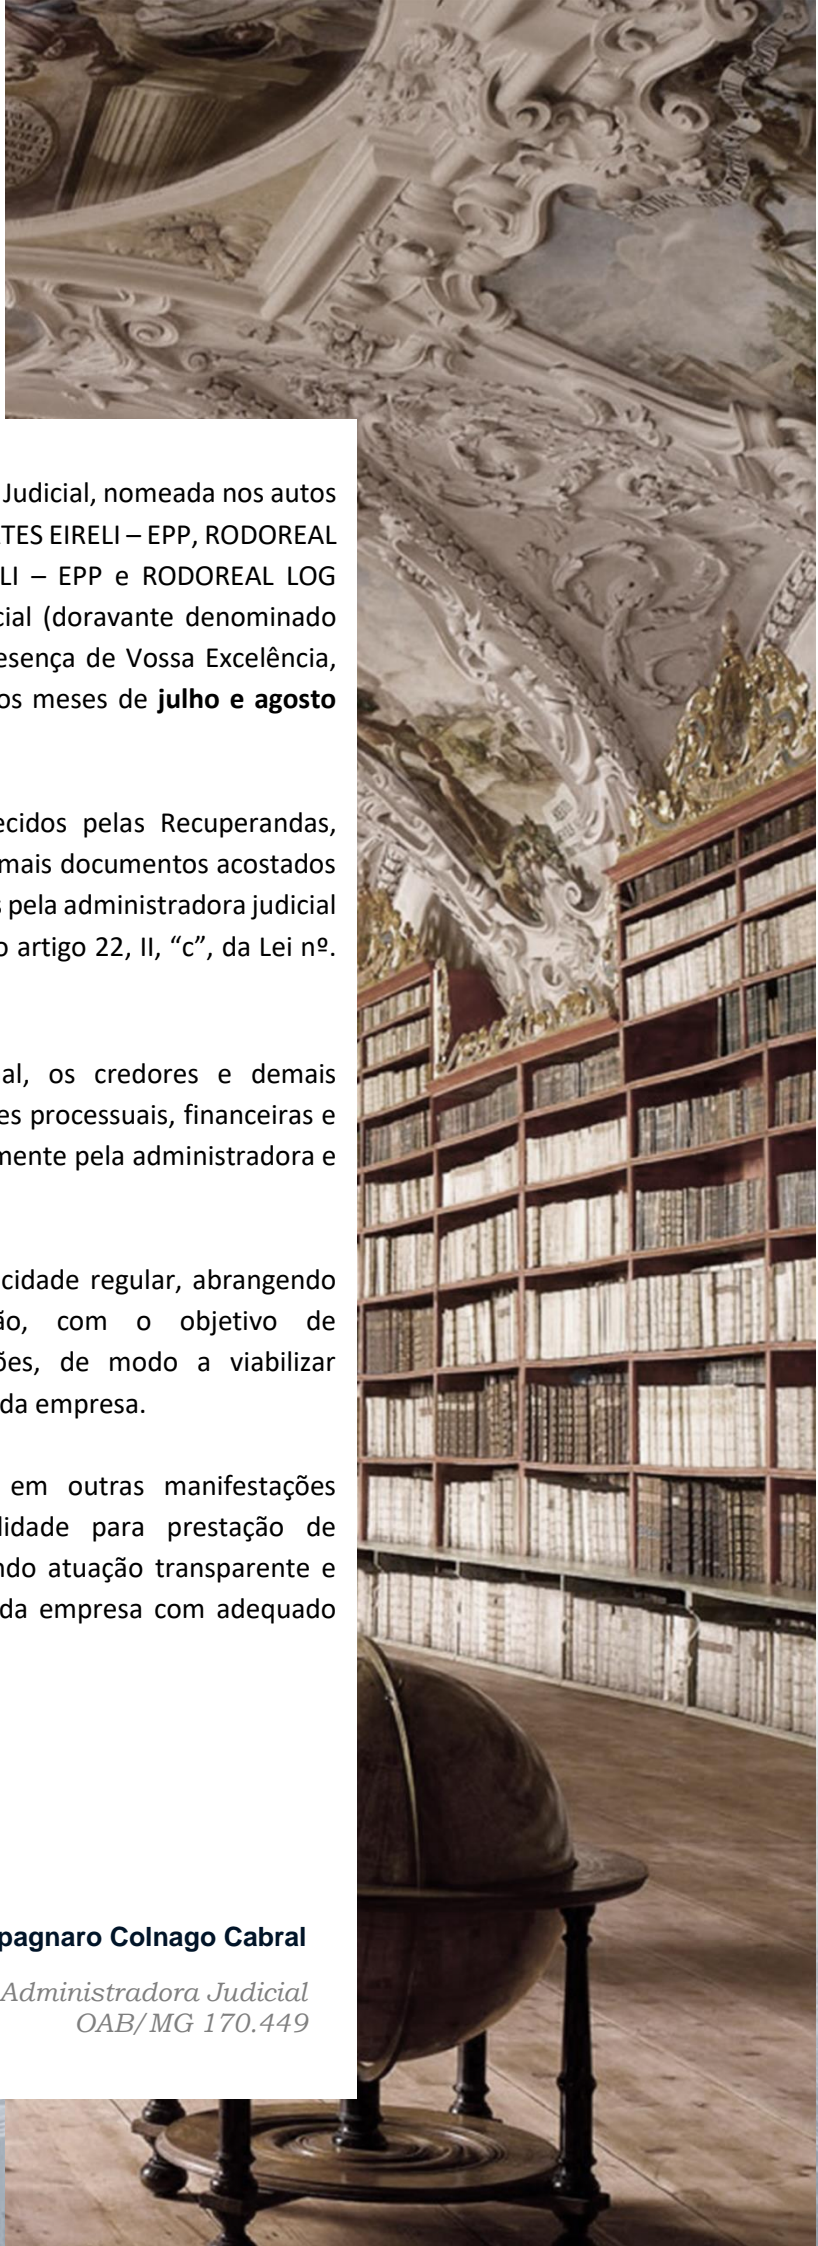 Judicial, nomeada nos autos
TES EIRELI – EPP, RODOREAL
LI – EPP e RODOREAL LOG
cial (doravante denominado
esença de Vossa Excelência,
os meses de julho e agosto
ecidos pelas Recuperandas,
mais documentos acostados
s pela administradora judicial
o artigo 22, II, “c”, da Lei nº.
al, os credores e demais
es processuais, financeiras e
mente pela administradora e
cidade regular, abrangendo
ão, com o objetivo de
ões, de modo a viabilizar
da empresa.
em outras manifestações
lidade para prestação de
ndo atuação transparente e
da empresa com adequado
pagnaro Colnago Cabral
Administradora Judicial
OAB/MG 170.449